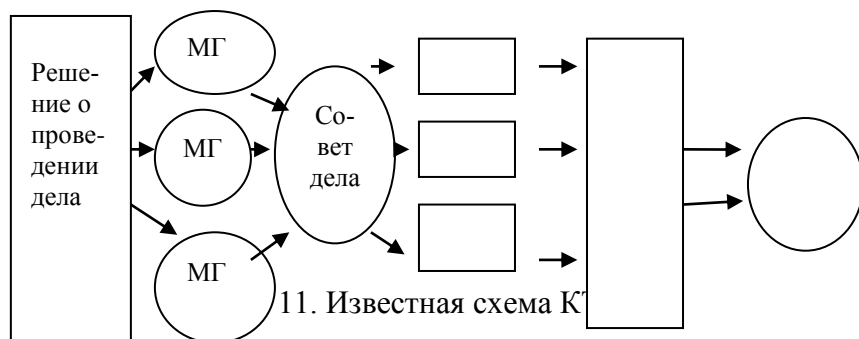 Реше-
ние о
прове-
дении
дела
МГ
МГ
МГ
Со-
вет
дела
11. Известная схема